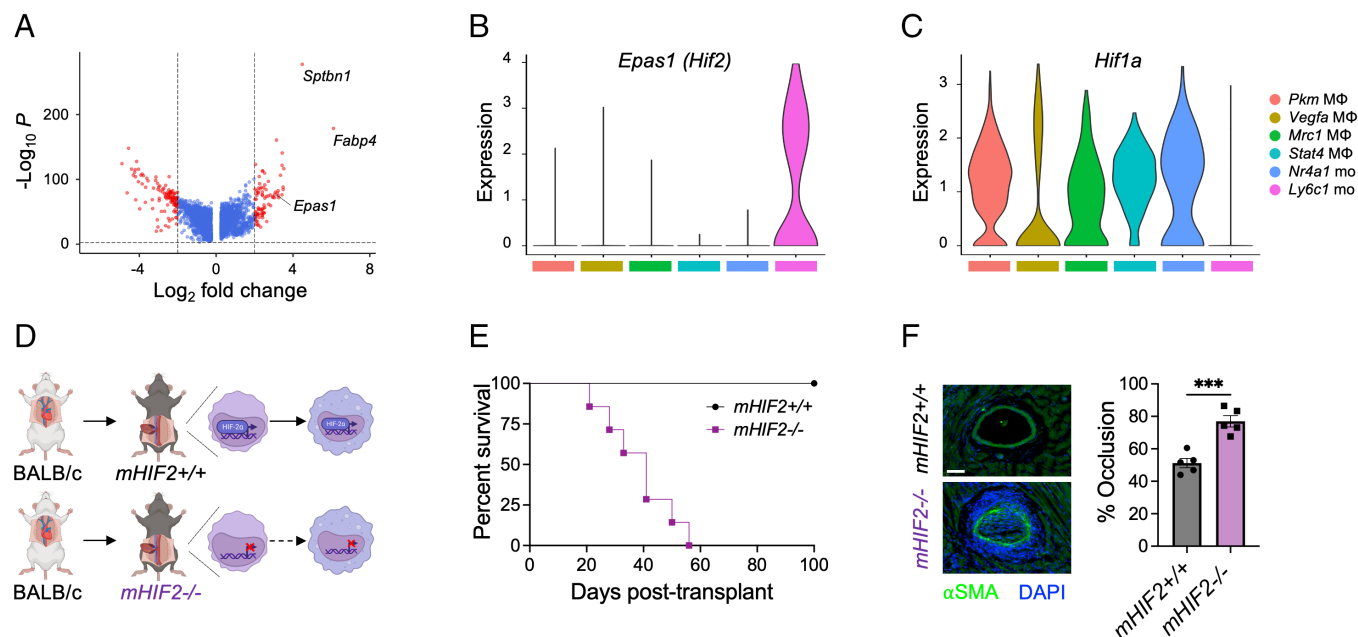 A
-Log10 P
200
100
0
Sptbn1
Fabp4
Epas1
-4
0
4
8
Log2 fold change
B
Epas1 (Hif2)
Expression
4
3
2
1
0
C
Hif1a
Expression
3
2
1
0
Pkm MΦ
Vegfa MΦ
Mrc1 MΦ
Stat4 MΦ
Nr4a1 mo
Ly6c1 mo
D
HIF-2α
HIF-2α
BALB/c
mHIF2+/+
BALB/c
mHIF2-/-
E
Percent survival
100
75
50
25
0
mHIF2+/+
mHIF2-/-
0
20
40
60
80
100
Days post-transplant
F
mHIF2+/+
mHIF2-/-
αSMA
DAPI
% Occlusion
100
80
60
40
20
0
***
mHIF2+/+
mHIF2-/-